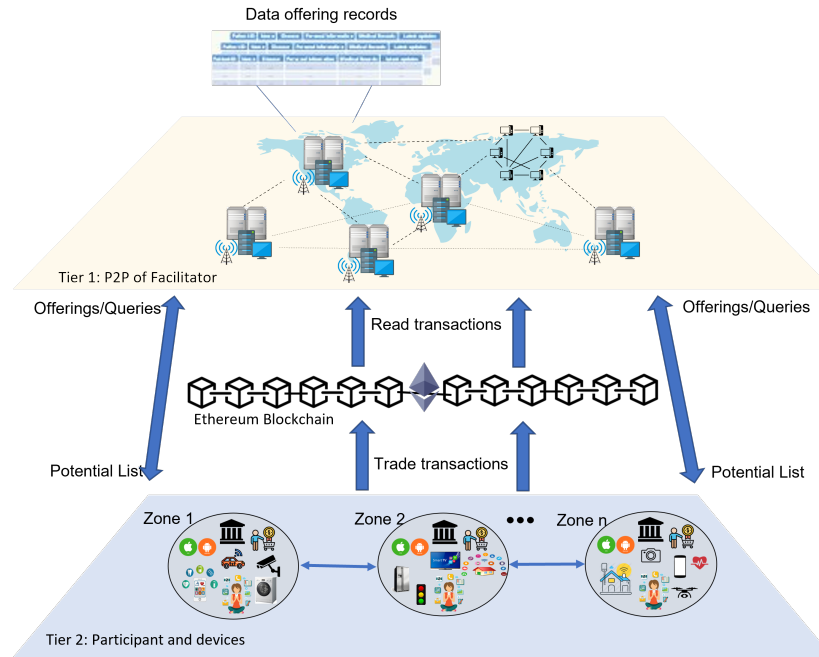 Data offering records
Tier 1: P2P of Facilitator
Offerings/Queries
Offerings/Queries
Read transactions
Ethereum Blockchain
Trade transactions
Potential List
Potential List
Zone 1
Zone 2
Zone n
Tier 2: Participant and devices